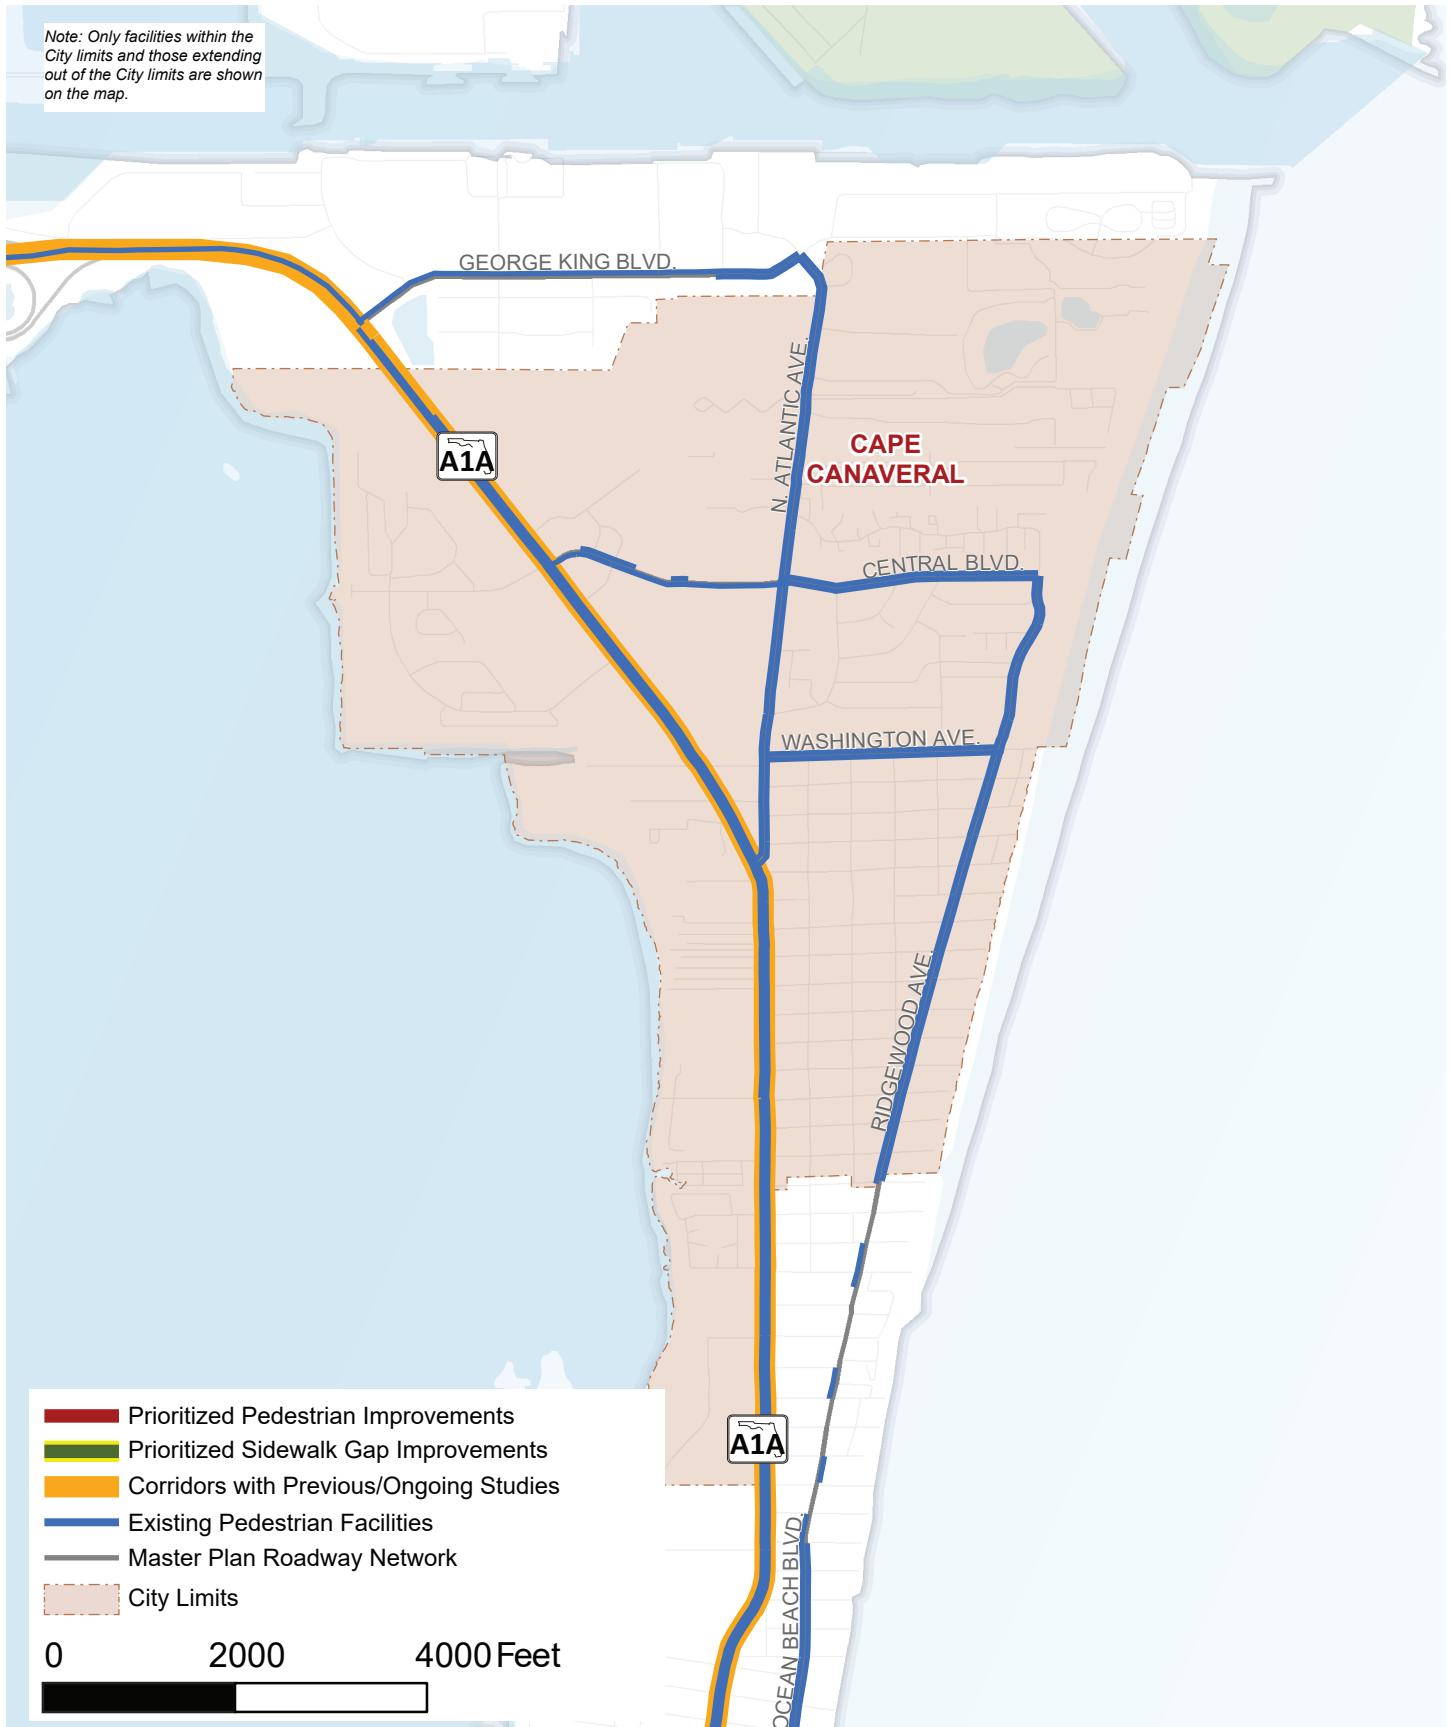 Note: Only facilities within the
City limits and those extending
out of the City limits are shown
on the map.
GEORGE KING BLVD.
N. ATLANTIC AVE.
CAPE
CANAVERAL
A1A
CENTRAL BLVD.
WASHINGTON AVE.
RIDGEWOOD AVE.
A1A
OCEAN BEACH BLVD.
Prioritized Pedestrian Improvements
Prioritized Sidewalk Gap Improvements
Corridors with Previous/Ongoing Studies
Existing Pedestrian Facilities
Master Plan Roadway Network
City Limits
0 2000 4000 Feet